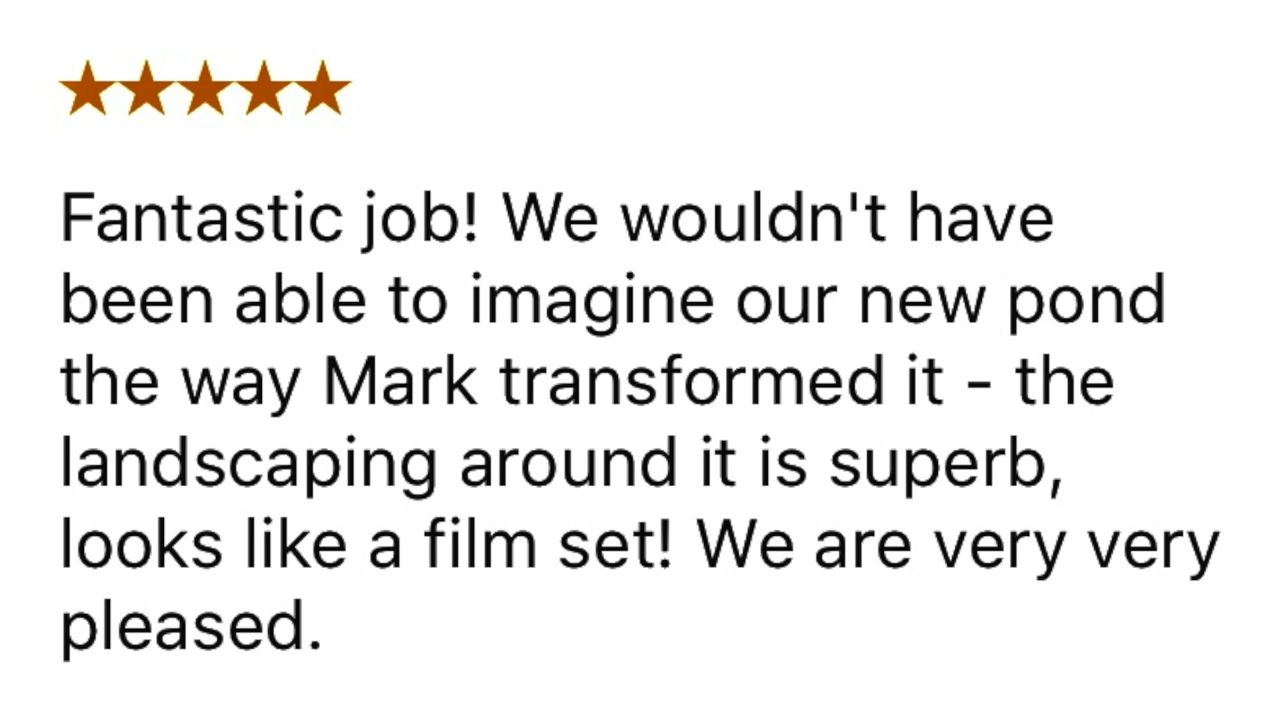 ★★★★★
Fantastic job! We wouldn't have
been able to imagine our new pond
the way Mark transformed it - the
landscaping around it is superb,
looks like a film set! We are very very
pleased.